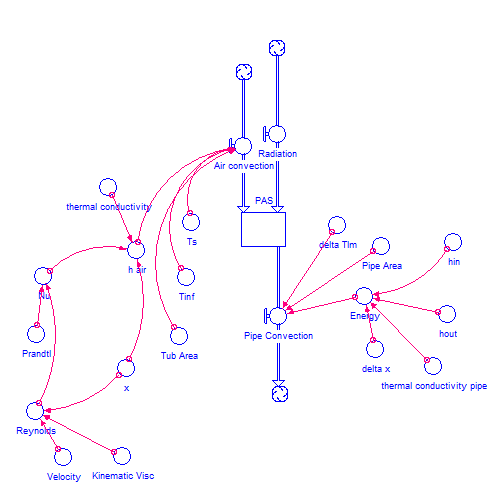 Radiation
Air convection
thermal conductivity
PAS
Ts
delta Tlm
h air
Pipe Area
hin
Nu
Tinf
Energy
Pipe Convection
hout
Prandtl
Tub Area
delta x
x
thermal conductivity pipe
Reynolds
Velocity
Kinematic Visc